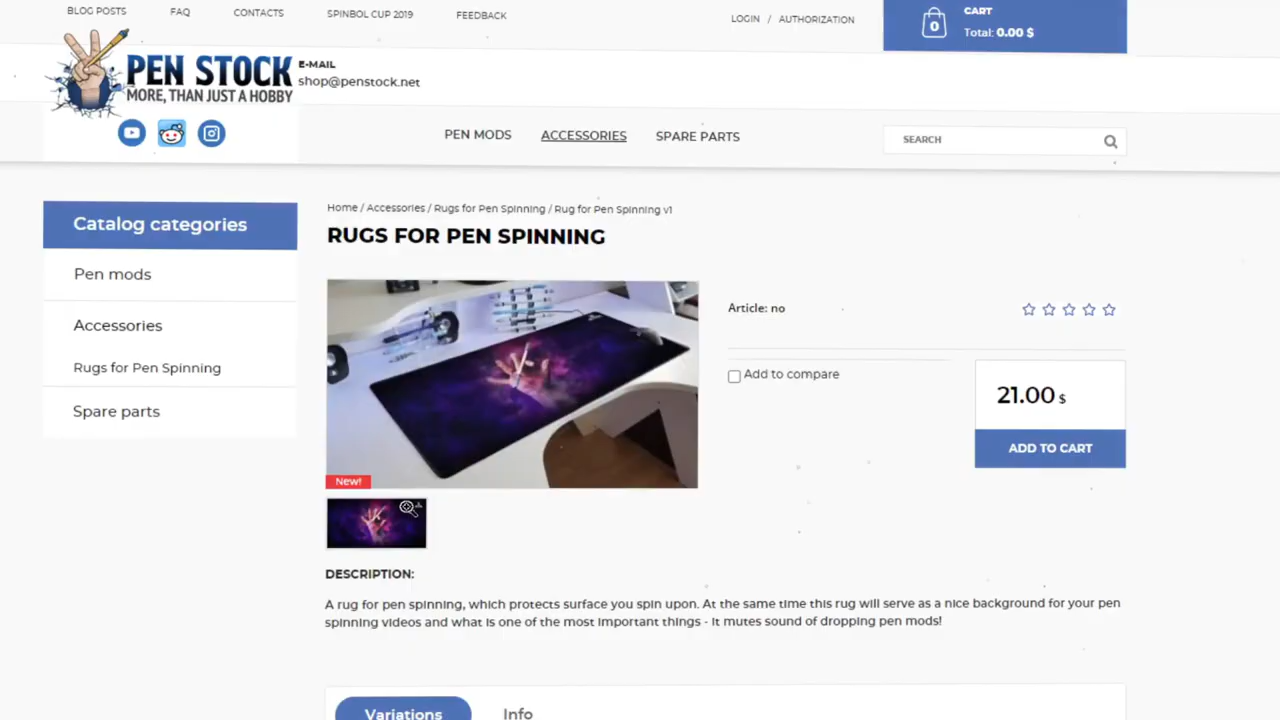 BLOG POSTS FAQ CONTACTS SPINBOL CUP 2019 FEEDBACK LOGIN / AUTHORIZATION
CART
0 Total: 0.00 $
PEN STOCK
MORE, THAN JUST A HOBBY
E-MAIL
shop@penstock.net
PEN MODS ACCESSORIES SPARE PARTS SEARCH
Catalog categories
Pen mods
Accessories
Rugs for Pen Spinning
Spare parts
Home / Accessories / Rugs for Pen Spinning / Rug for Pen Spinning v1
RUGS FOR PEN SPINNING
New!
Article: no
Add to compare
21.00 $
ADD TO CART
DESCRIPTION:
A rug for pen spinning, which protects surface you spin upon. At the same time this rug will serve as a nice background for your pen
spinning videos and what is one of the most important things - it mutes sound of dropping pen mods!
Variations Info